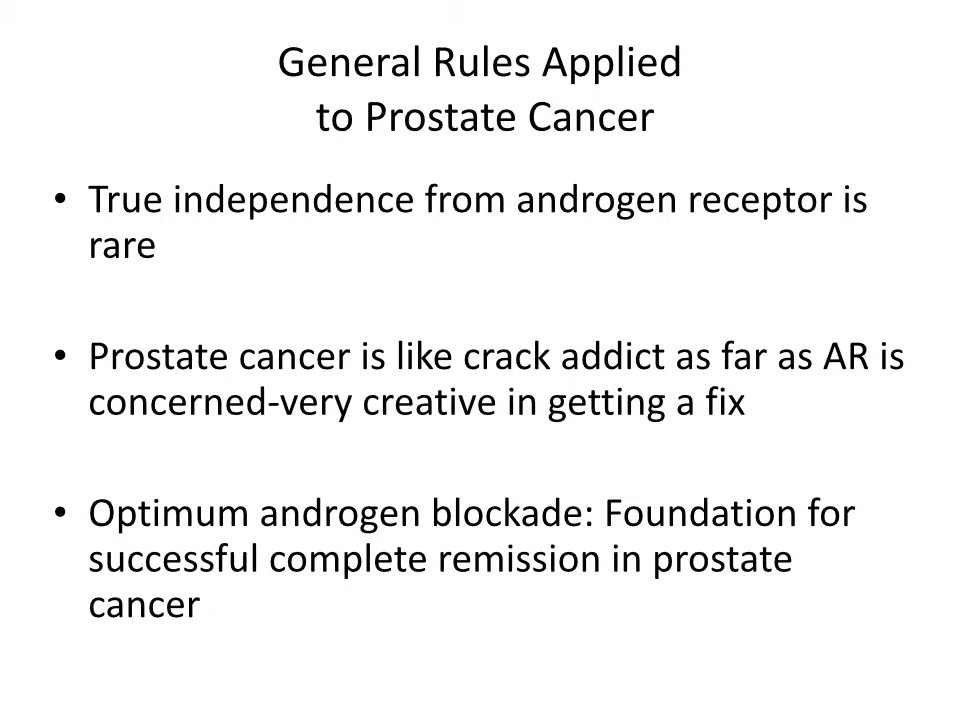 General Rules Applied
to Prostate Cancer
• True independence from androgen receptor is
rare
• Prostate cancer is like crack addict as far as AR is
concerned-very creative in getting a fix
• Optimum androgen blockade: Foundation for
successful complete remission in prostate
cancer